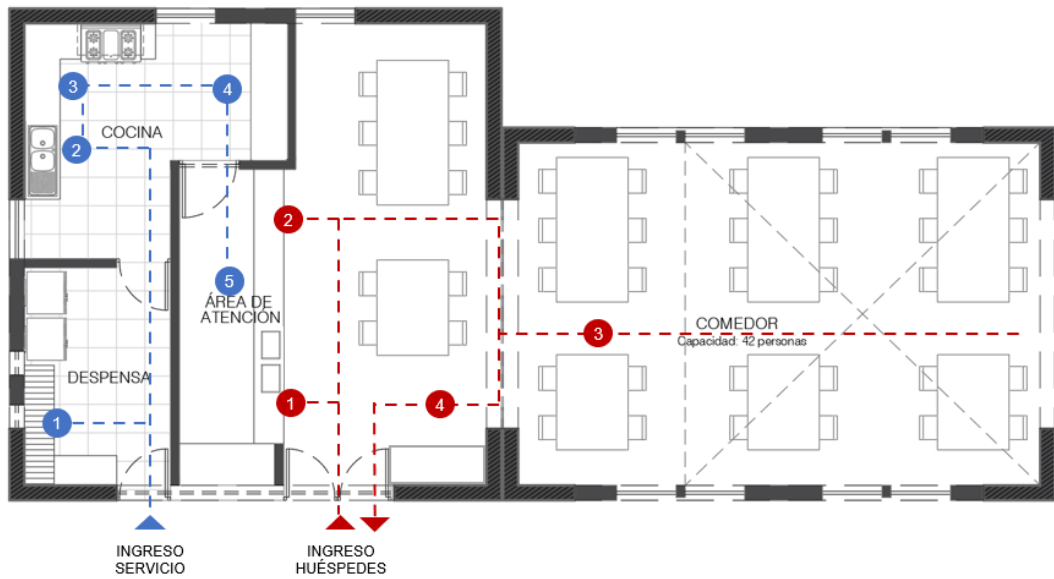 3
4
COCINA
2
2
5
ÁREA DE
ATENCIÓN
COMEDOR
Capacidad: 42 personas
3
DESPENSA
1
1
4
INGRESO
SERVICIO
INGRESO
HUÉSPEDES